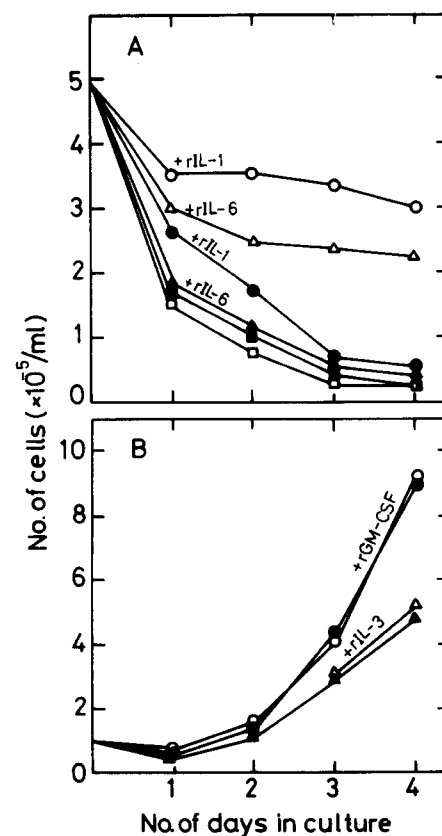 A
5
4
3
2
1
0
+rIL-1
+rIL-6
+rIL-1
+rIL-6
No. of cells (×10⁻⁵/ml)
B
10
8
6
4
2
0
+rGM-CSF
+rIL-3
1 2 3 4
No. of days in culture